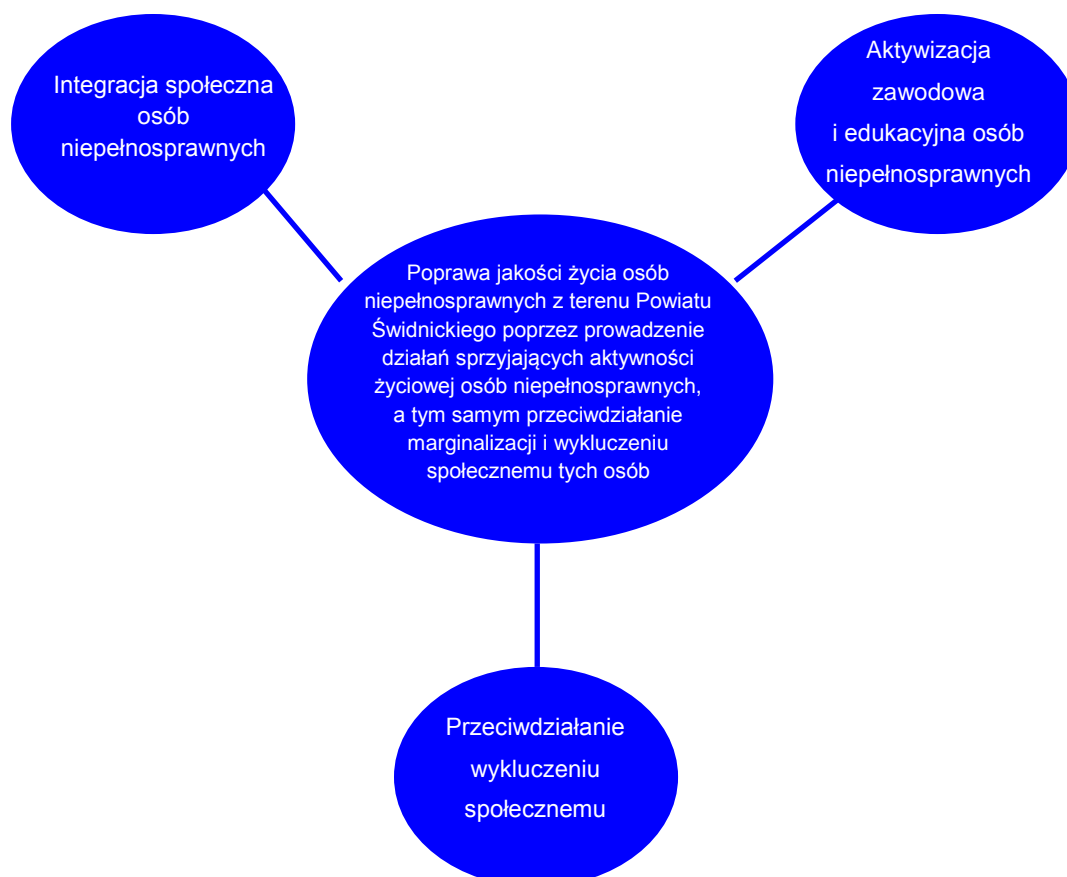 Integracja społeczna
osób
niepełnosprawnych
Aktywizacja
zawodowa
i edukacyjna osób
niepełnosprawnych
Poprawa jakości życia osób
niepełnosprawnych z terenu Powiatu
Świdnickiego poprzez prowadzenie
działań sprzyjających aktywności
życiowej osób niepełnosprawnych,
a tym samym przeciwdziałanie
marginalizacji i wykluczeniu
społecznemu tych osób
Przeciwdziałanie
wykluczeniu
społecznemu